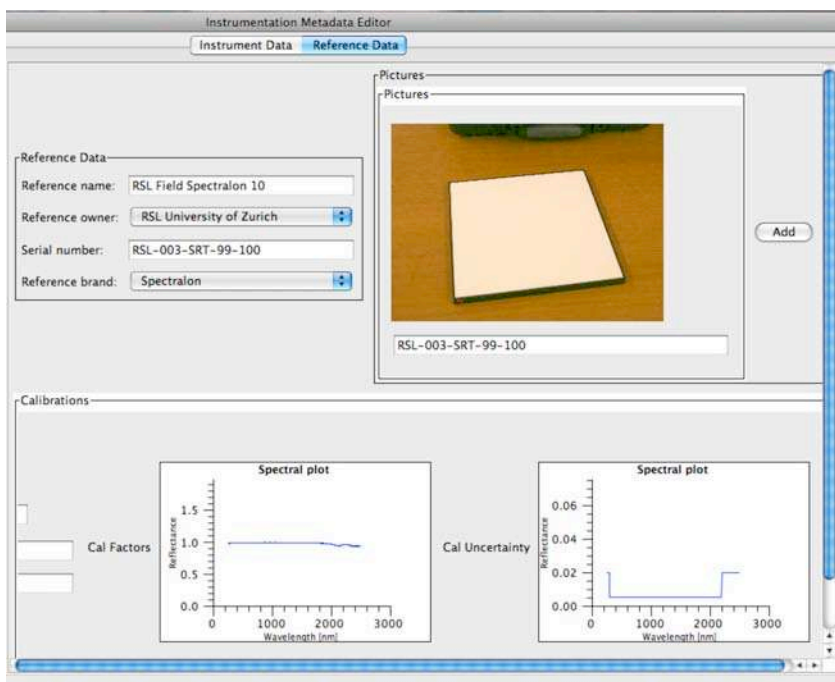 Instrumentation Metadata Editor
Instrument Data Reference Data
Pictures
Pictures
Reference Data
Reference name: RSL Field Spectralon 10
Reference owner: RSL University of Zurich
Serial number: RSL-003-SRT-99-100
Reference brand: Spectralon
Add
RSL-003-SRT-99-100
Calibrations
Cal Factors
Spectral plot
Reflectance
1.5
1.0
0.5
0.0
0 1000 2000 3000
Wavelength [nm]
Cal Uncertainty
Spectral plot
Reflectance
0.06
0.04
0.02
0.00
0 1000 2000 3000
Wavelength [nm]